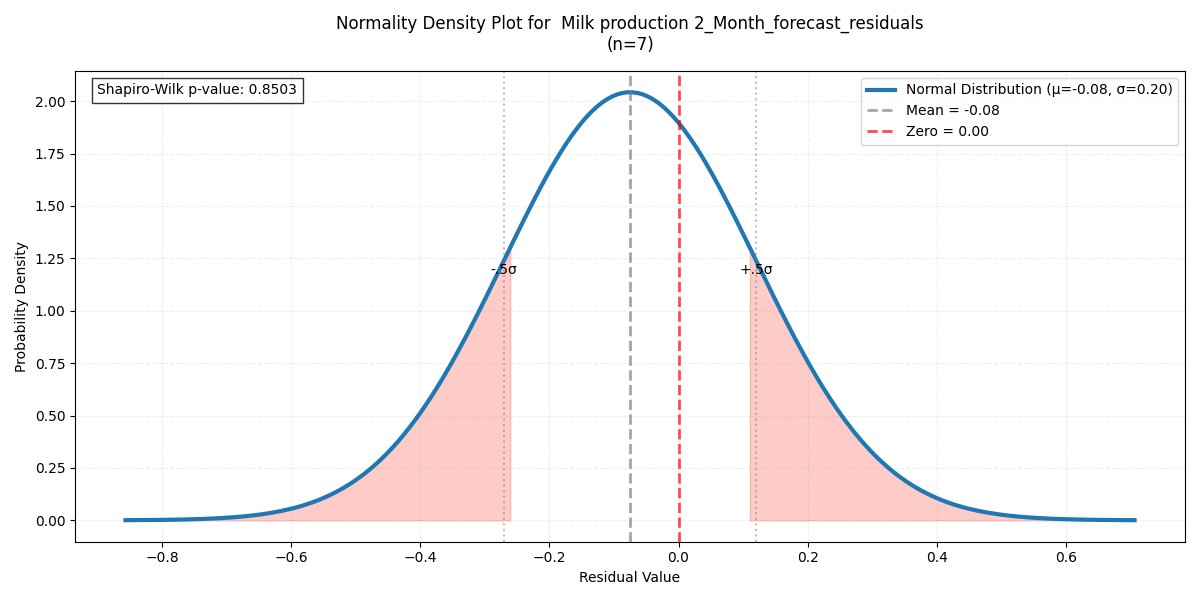 Normality Density Plot for  Milk production 2_Month_forecast_residuals
(n=7)
Shapiro-Wilk p-value: 0.8503
Normal Distribution (μ=-0.08, σ=0.20)
Mean = -0.08
Zero = 0.00
2.00
1.75
1.50
1.25
1.00
0.75
0.50
0.25
0.00
Probability Density
-.5σ
+.5σ
−0.8
−0.6
−0.4
−0.2
0.0
0.2
0.4
0.6
Residual Value